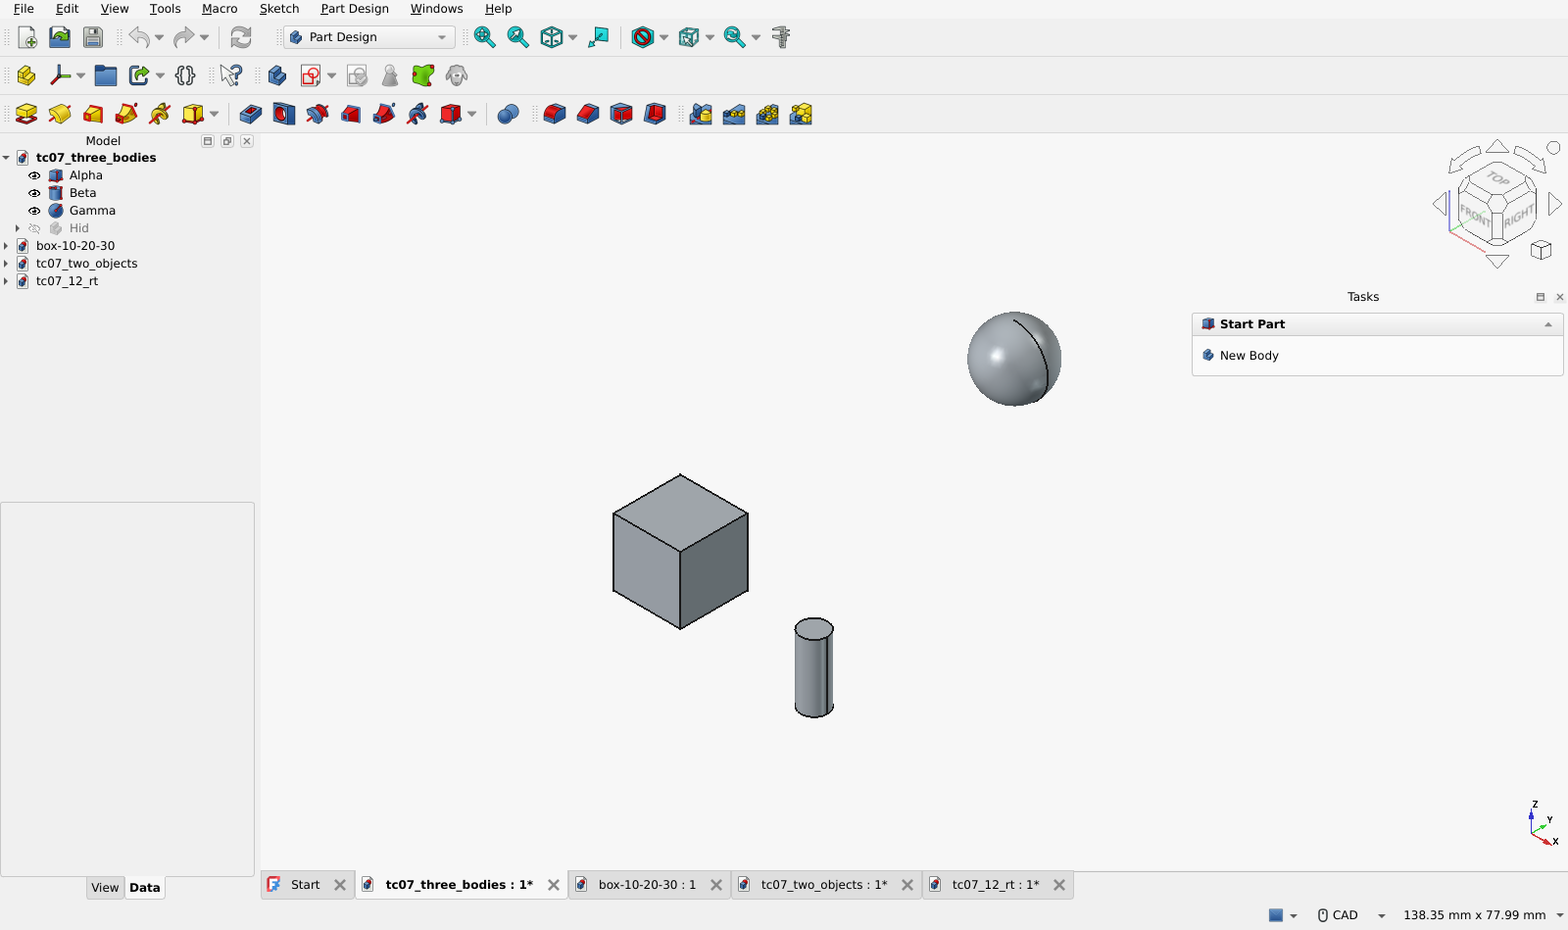 File Edit View Tools Macro Sketch Part Design Windows Help
Part Design
Model
tc07_three_bodies
Alpha
Beta
Gamma
Hid
box-10-20-30
tc07_two_objects
tc07_12_rt
TOP
FRONT
RIGHT
Tasks
Start Part
New Body
Z
Y
X
View Data
Start
tc07_three_bodies : 1*
box-10-20-30 : 1
tc07_two_objects : 1*
tc07_12_rt : 1*
CAD
138.35 mm x 77.99 mm